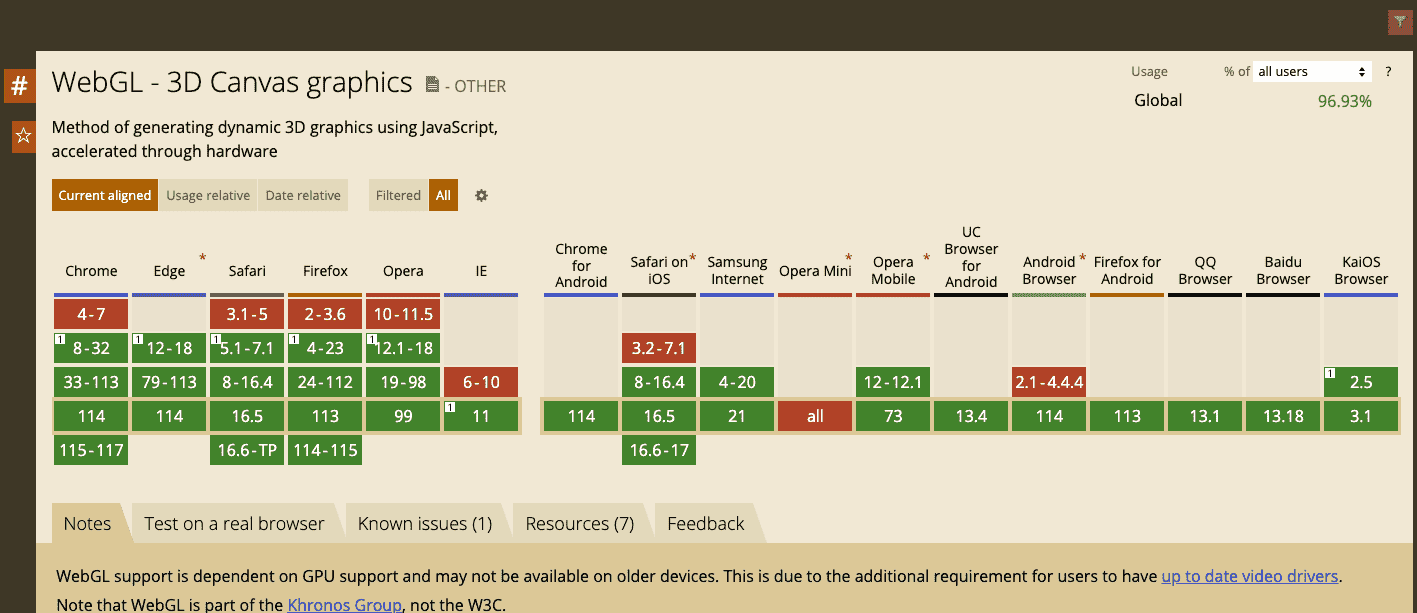 #
WebGL - 3D Canvas graphics - OTHER
Usage % of all users ?
Global 96.93%
Method of generating dynamic 3D graphics using JavaScript,
accelerated through hardware
Current aligned Usage relative Date relative Filtered All
Chrome Edge * Safari Firefox Opera IE
Chrome for Android Safari on iOS * Samsung Internet Opera Mini * Opera Mobile * UC Browser for Android Android Browser * Firefox for Android QQ Browser Baidu Browser KaiOS Browser
4-7 3.1-5 2-3.6 10-11.5
1 8-32 1 12-18 1 5.1-7.1 1 4-23 1 12.1-18 3.2-7.1
33-113 79-113 8-16.4 24-112 19-98 6-10 8-16.4 4-20 12-12.1 2.1-4.4.4 1 2.5
114 114 16.5 113 99 1 11 114 16.5 21 all 73 13.4 114 113 13.1 13.18 3.1
115-117 16.6-TP 114-115 16.6-17
Notes Test on a real browser Known issues (1) Resources (7) Feedback
WebGL support is dependent on GPU support and may not be available on older devices. This is due to the additional requirement for users to have up to date video drivers.
Note that WebGL is part of the Khronos Group, not the W3C.